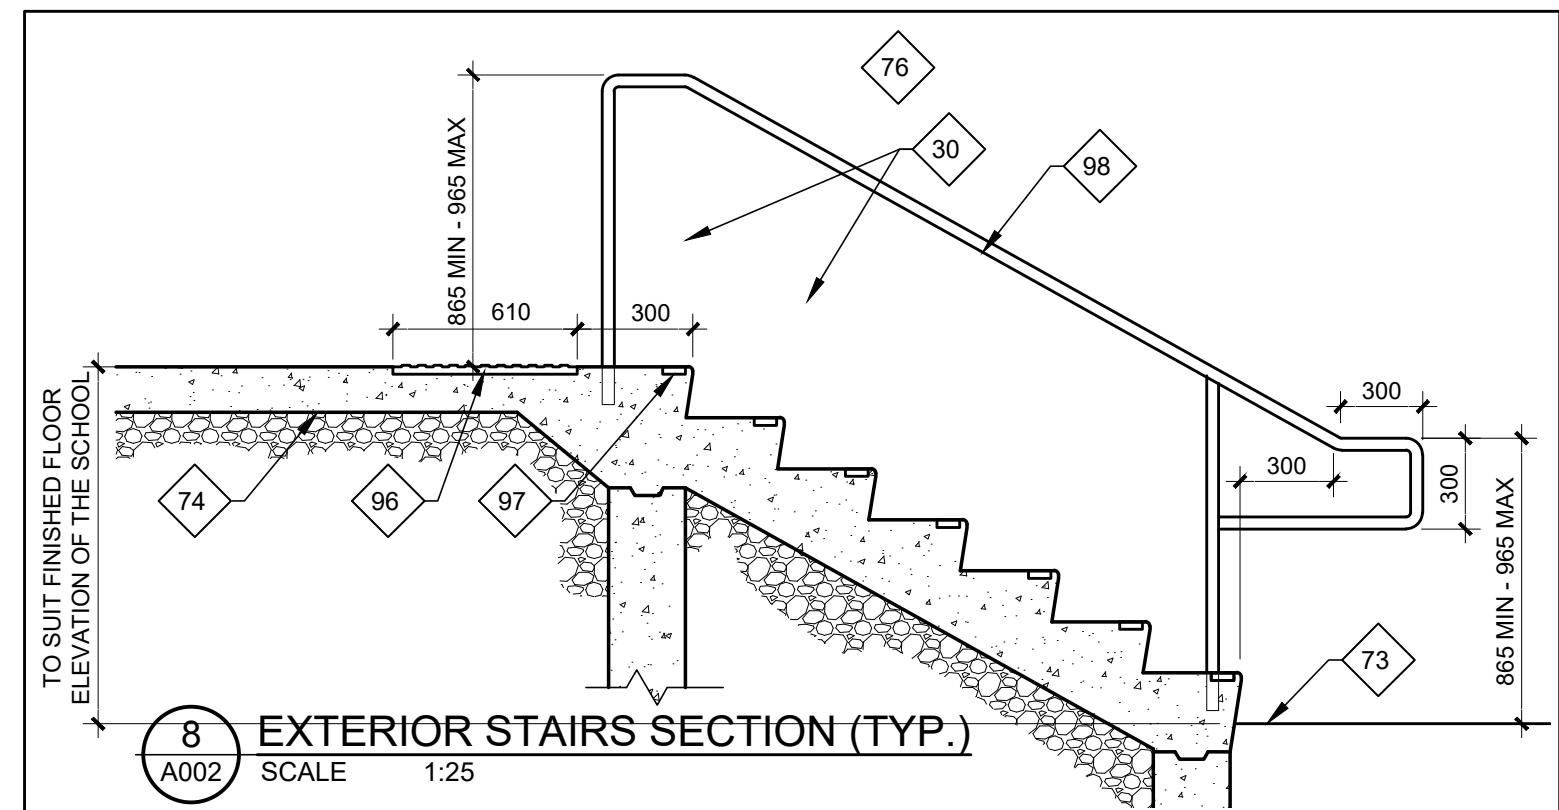 76
30
98
865 MIN - 965 MAX
610
300
300
300
300
TO SUIT FINISHED FLOOR
ELEVATION OF THE SCHOOL
74
96
97
865 MIN - 965 MAX
73
8
A002
EXTERIOR STAIRS SECTION (TYP.)
SCALE 1:25